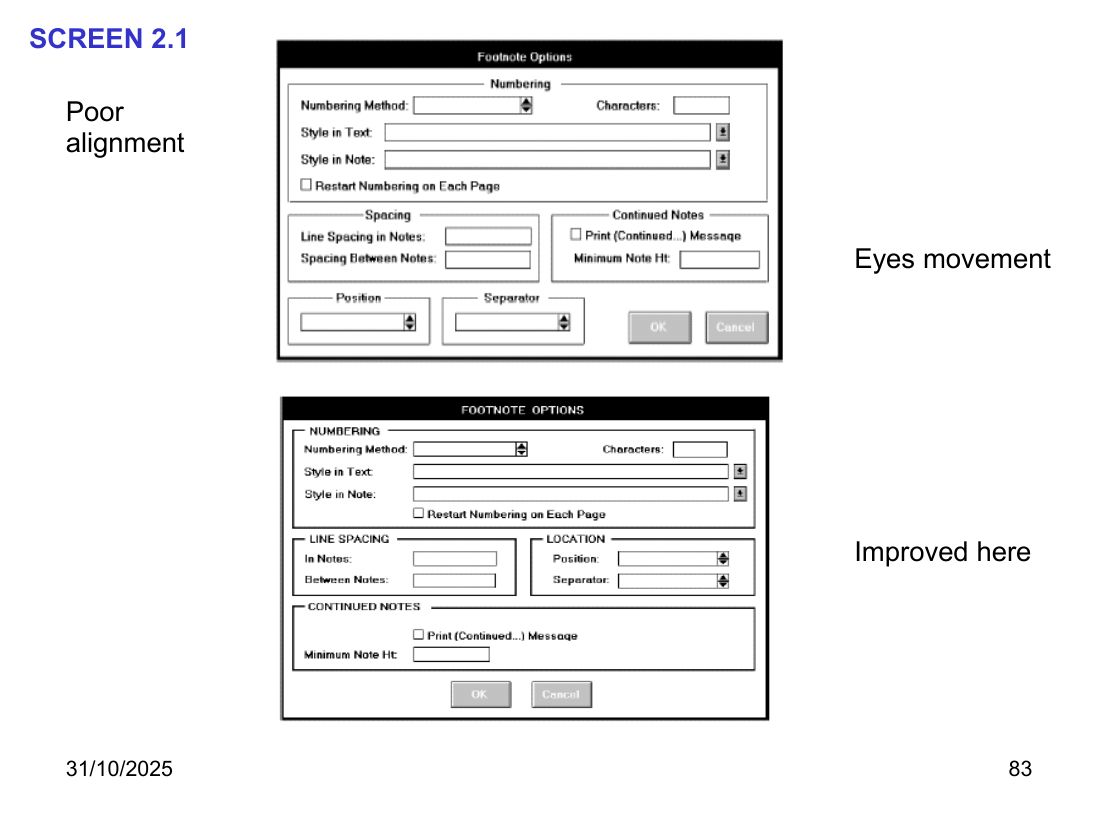 SCREEN 2.1
Poor
alignment
Footnote Options
Numbering
Numbering Method:
Characters:
Style in Text:
Style in Note:
Restart Numbering on Each Page
Spacing
Line Spacing in Notes:
Spacing Between Notes:
Continued Notes
Print (Continued...) Message
Minimum Note Ht:
Position
Separator
OK
Cancel
Eyes movement
FOOTNOTE OPTIONS
NUMBERING
Numbering Method:
Characters:
Style in Text:
Style in Note:
Restart Numbering on Each Page
LINE SPACING
In Notes:
Between Notes:
LOCATION
Position:
Separator:
CONTINUED NOTES
Print (Continued...) Message
Minimum Note Ht:
OK
Cancel
Improved here
31/10/2025
83